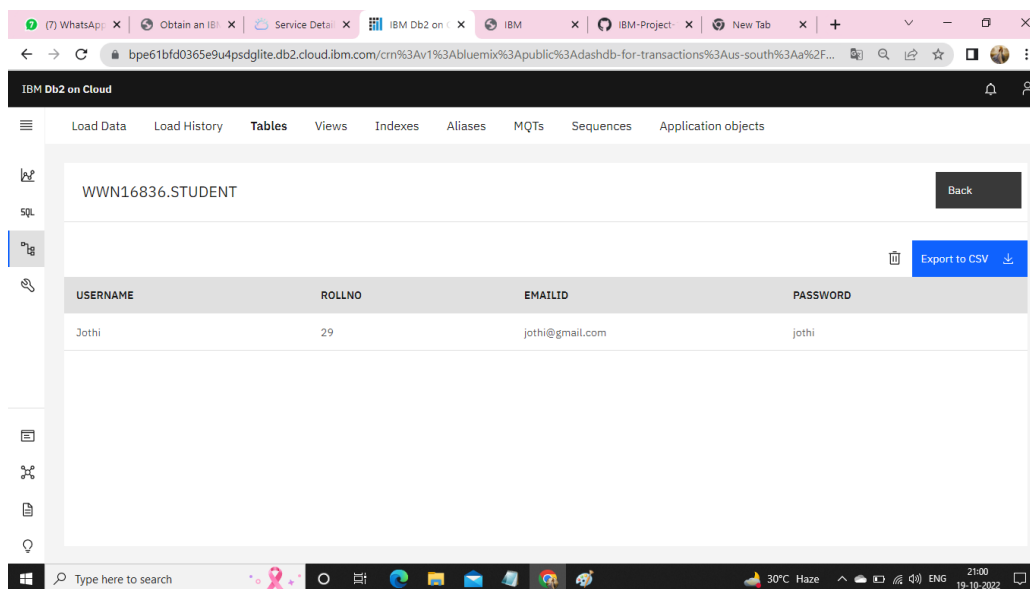 (7) WhatsApp
Obtain an IBM
Service Detai
IBM Db2 on C
IBM
IBM-Project-
New Tab
bpe61bfd0365e9u4psdglite.db2.cloud.ibm.com/crn%3Av1%3Abluemix%3Apublic%3Adashdb-for-transactions%3Aus-south%3Aa%2F...
IBM Db2 on Cloud
Load Data Load History Tables Views Indexes Aliases MQTs Sequences Application objects
WWN16836.STUDENT
Back
SQL
Export to CSV
USERNAME ROLLNO EMAILID PASSWORD
Jothi 29 jothi@gmail.com jothi
Type here to search
30°C Haze
ENG
21:00
19-10-2022